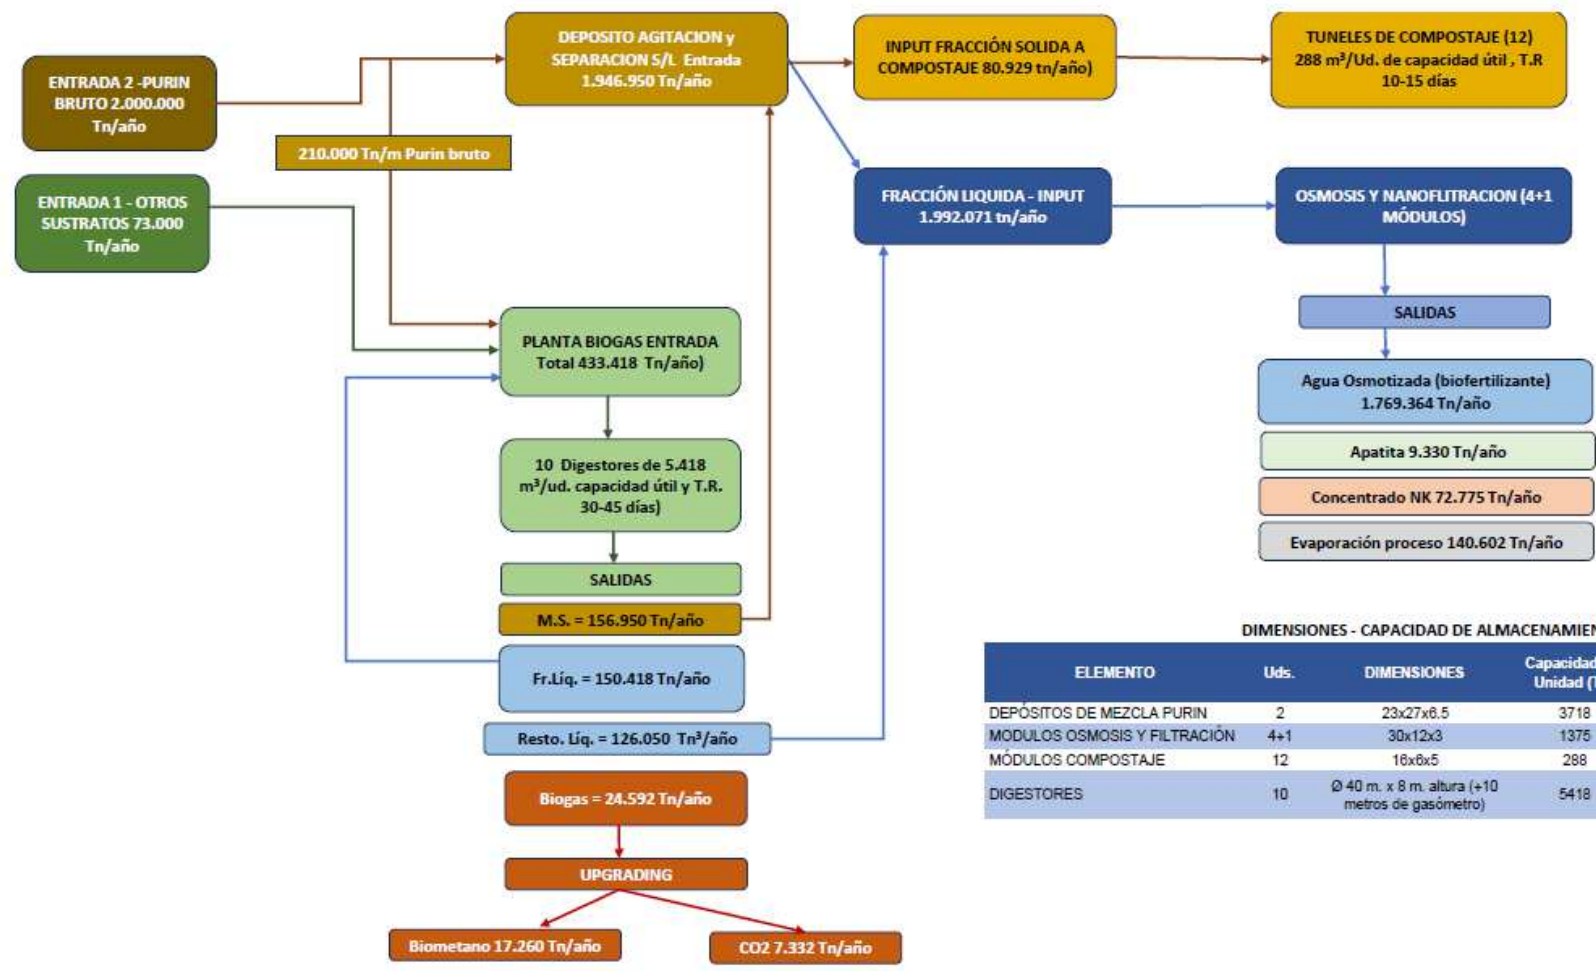 ENTRADA 2 -PURIN
BRUTO 2.000.000
Tn/año
DEPOSITO AGITACION y
SEPARACION S/L Entrada
1.946.950 Tn/año
INPUT FRACCIÓN SOLIDA A
COMPOSTAJE 80.929 tn/año)
TUNELES DE COMPOSTAJE (12)
288 m³/Ud. de capacidad útil , T.R
10-15 días
210.000 Tn/m Purin bruto
ENTRADA 1 - OTROS
SUSTRATOS 73.000
Tn/año
FRACCIÓN LIQUIDA - INPUT
1.992.071 tn/año
OSMOSIS Y NANOFLITRACION (4+1
MÓDULOS)
SALIDAS
Agua Osmotizada (biofertilizante)
1.769.364 Tn/año
Apatita 9.330 Tn/año
Concentrado NK 72.775 Tn/año
Evaporación proceso 140.602 Tn/año
PLANTA BIOGAS ENTRADA
Total 433.418 Tn/año)
10 Digestores de 5.418
m³/ud. capacidad útil y T.R.
30-45 días)
SALIDAS
M.S. = 156.950 Tn/año
Fr.Líq. = 150.418 Tn/año
Resto. Líq. = 126.050 Tn³/año
Biogas = 24.592 Tn/año
UPGRADING
Biometano 17.260 Tn/año
CO2 7.332 Tn/año
DIMENSIONES - CAPACIDAD DE ALMACENAMIEN
ELEMENTO Uds. DIMENSIONES Capacidad
Unidad (T
DEPÓSITOS DE MEZCLA PURIN 2 23x27x6.5 3718
MODULOS OSMOSIS Y FILTRACIÓN 4+1 30x12x3 1375
MÓDULOS COMPOSTAJE 12 16x6x5 288
DIGESTORES 10 Ø 40 m. x 8 m. altura (+10 5418
metros de gasómetro)